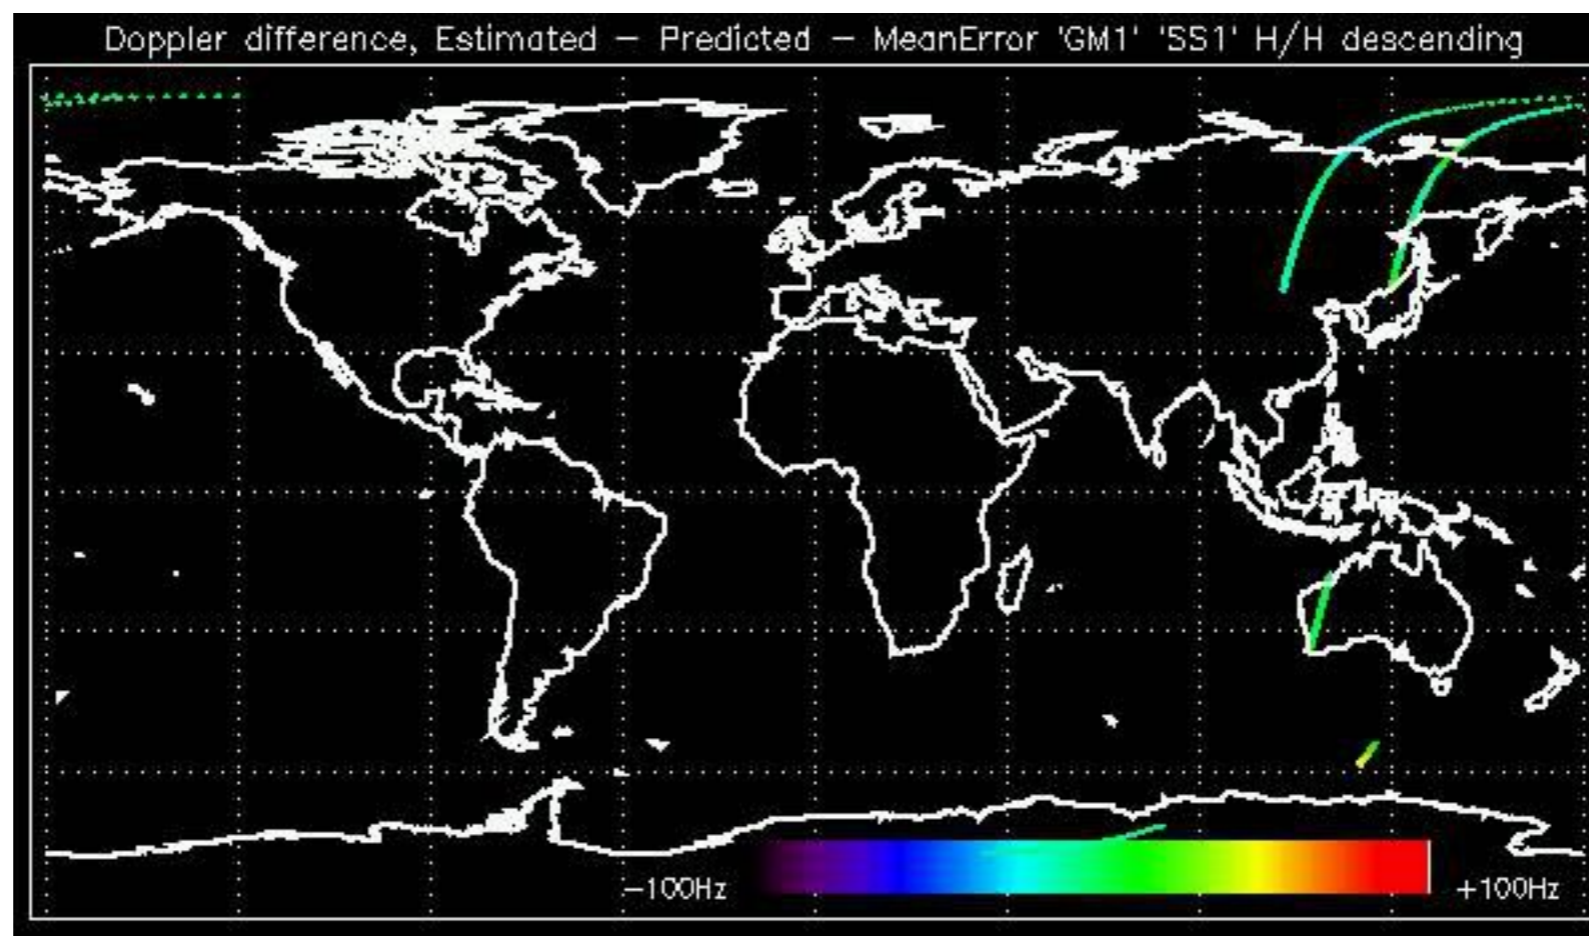 Doppler difference, Estimated – Predicted – MeanError 'GM1' 'SS1' H/H descending
−100Hz
+100Hz